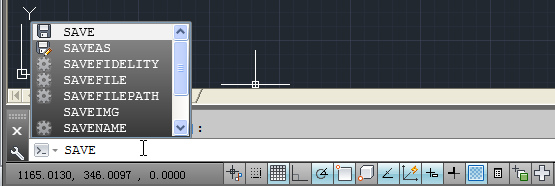 SAVE
SAVEAS
SAVEFIDELITY
SAVEFILE
SAVEFILEPATH
SAVEIMG
SAVENAME
:
SAVE
1165.0130, 346.0097 , 0.0000